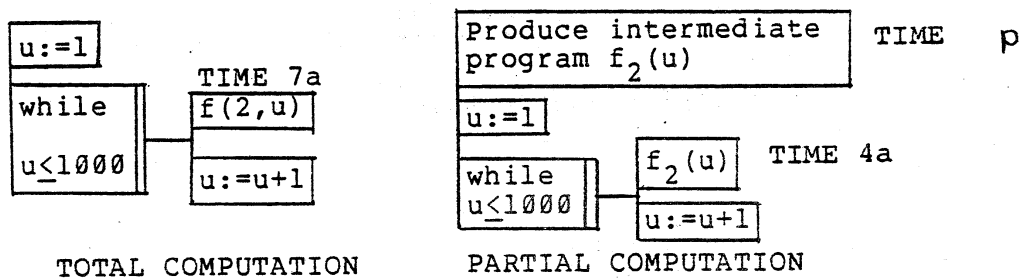 u:=1
while
u≤1000
TIME 7a
f(2,u)
u:=u+1
TOTAL COMPUTATION
Produce intermediate
program f₂(u)
TIME p
u:=1
while
u≤1000
f₂(u)
TIME 4a
u:=u+1
PARTIAL COMPUTATION